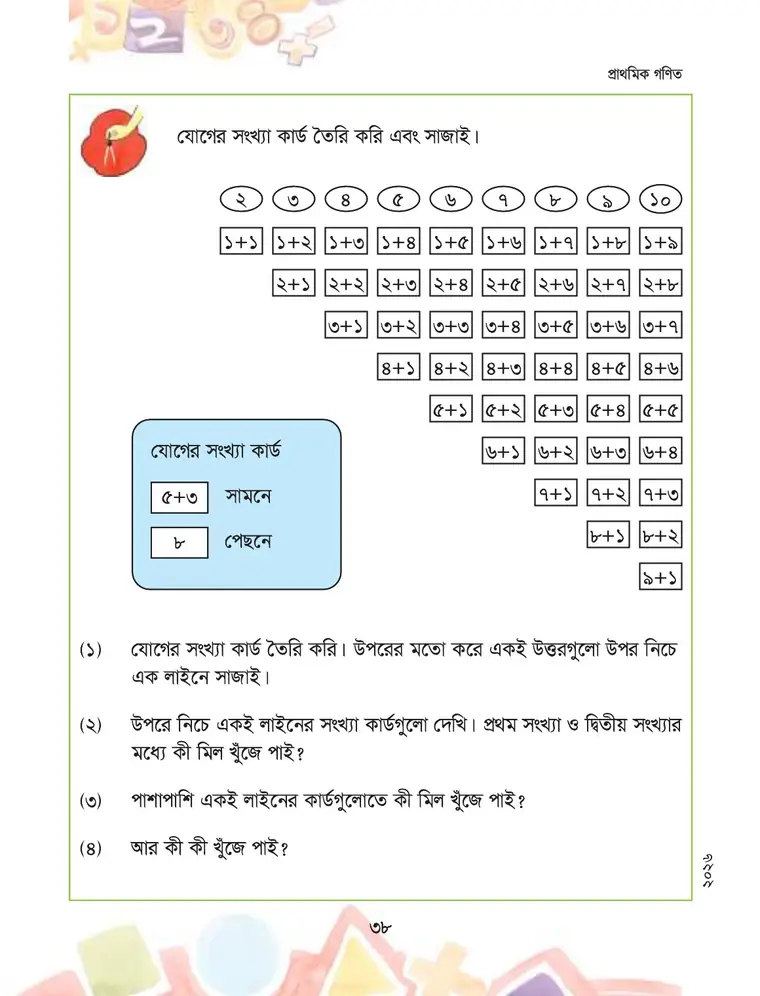 প্রাথমিক গণিত
যোগের সংখ্যা কার্ড তৈরি করি এবং সাজাই।
২ ৩ ৪ ৫ ৬ ৭ ৮ ৯ ১০
১+১ ১+২ ১+৩ ১+৪ ১+৫ ১+৬ ১+৭ ১+৮ ১+৯
২+১ ২+২ ২+৩ ২+৪ ২+৫ ২+৬ ২+৭ ২+৮
৩+১ ৩+২ ৩+৩ ৩+৪ ৩+৫ ৩+৬ ৩+৭
৪+১ ৪+২ ৪+৩ ৪+৪ ৪+৫ ৪+৬
৫+১ ৫+২ ৫+৩ ৫+৪ ৫+৫
৬+১ ৬+২ ৬+৩ ৬+৪
৭+১ ৭+২ ৭+৩
৮+১ ৮+২
৯+১
যোগের সংখ্যা কার্ড
৫+৩ সামনে
৮ পেছনে
(১) যোগের সংখ্যা কার্ড তৈরি করি। উপরের মতো করে একই উত্তরগুলো উপর নিচে
এক লাইনে সাজাই।
(২) উপরে নিচে একই লাইনের সংখ্যা কার্ডগুলো দেখি। প্রথম সংখ্যা ও দ্বিতীয় সংখ্যার
মধ্যে কী মিল খুঁজে পাই?
(৩) পাশাপাশি একই লাইনের কার্ডগুলোতে কী মিল খুঁজে পাই?
(৪) আর কী কী খুঁজে পাই?
২০২৬
৩৮